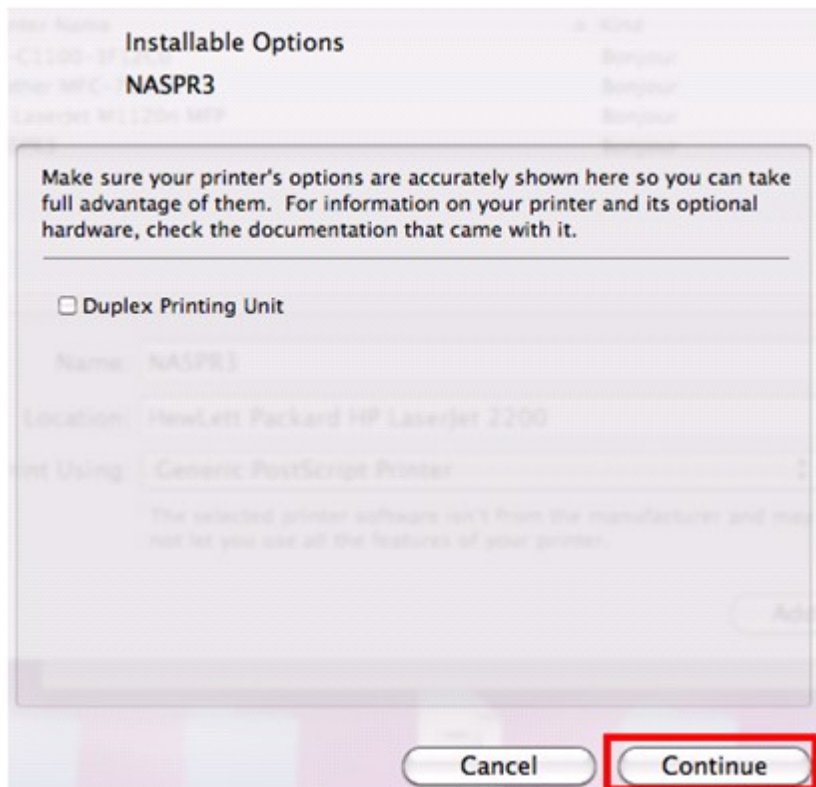 Installable Options
NASPR3
Make sure your printer's options are accurately shown here so you can take
full advantage of them.  For information on your printer and its optional
hardware, check the documentation that came with it.
Duplex Printing Unit
Name: NASPR3
Location: HewLett Packard HP LaserJet 2200
Using: Generic PostScript Printer
The selected printer software isn't from the manufacturer and may
not let you use all the features of your printer.
Add
Cancel
Continue